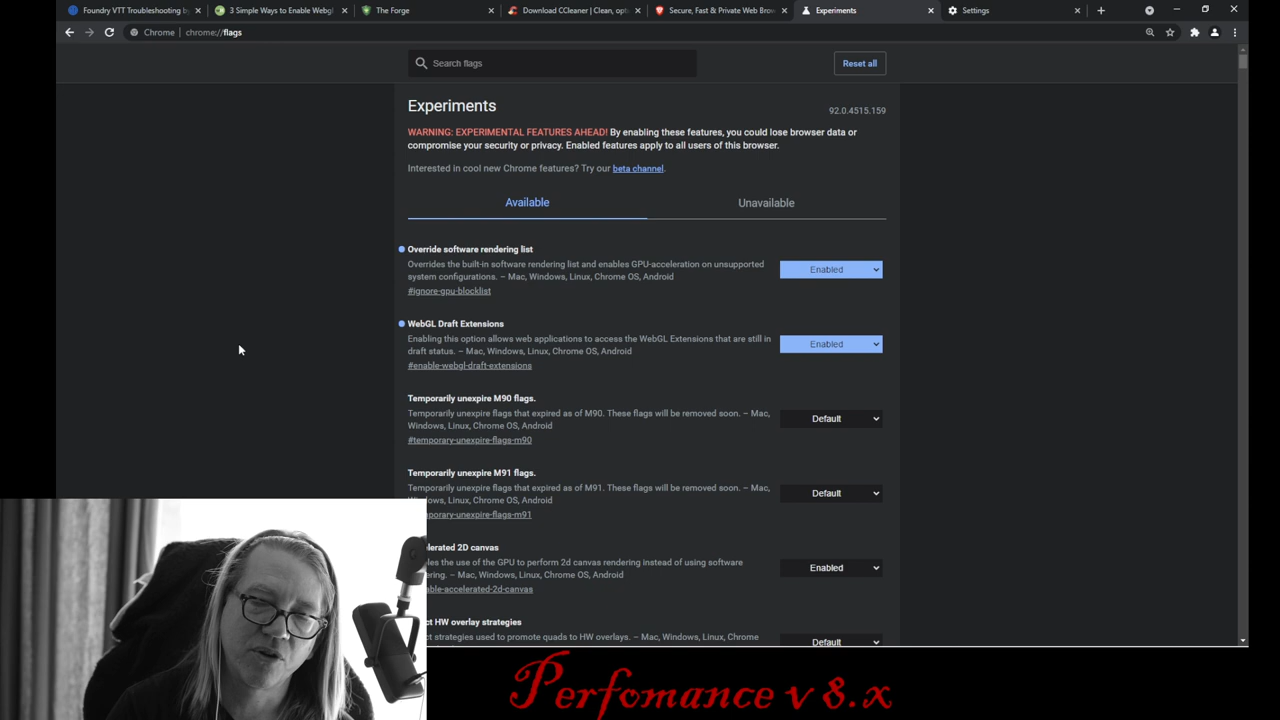 Foundry VTT Troubleshooting by
3 Simple Ways to Enable Webgl
The Forge
Download CCleaner | Clean, opti
Secure, Fast & Private Web Brow
Experiments
Settings
Chrome | chrome://flags
Search flags
Reset all
Experiments
92.0.4515.159
WARNING: EXPERIMENTAL FEATURES AHEAD! By enabling these features, you could lose browser data or
compromise your security or privacy. Enabled features apply to all users of this browser.
Interested in cool new Chrome features? Try our beta channel.
Available
Unavailable
Override software rendering list
Overrides the built-in software rendering list and enables GPU-acceleration on unsupported
system configurations. – Mac, Windows, Linux, Chrome OS, Android
#ignore-gpu-blocklist
Enabled
WebGL Draft Extensions
Enabling this option allows web applications to access the WebGL Extensions that are still in
draft status. – Mac, Windows, Linux, Chrome OS, Android
#enable-webgl-draft-extensions
Enabled
Temporarily unexpire M90 flags.
Temporarily unexpire flags that expired as of M90. These flags will be removed soon. – Mac,
Windows, Linux, Chrome OS, Android
#temporary-unexpire-flags-m90
Default
Temporarily unexpire M91 flags.
Temporarily unexpire flags that expired as of M91. These flags will be removed soon. – Mac,
Windows, Linux, Chrome OS, Android
porary-unexpire-flags-m91
Default
elerated 2D canvas
les the use of the GPU to perform 2d canvas rendering instead of using software
ering. – Mac, Windows, Linux, Chrome OS, Android
able-accelerated-2d-canvas
Enabled
ct HW overlay strategies
ct strategies used to promote quads to HW overlays. – Mac, Windows, Linux, Chrome
Default
Perfomance v 8.x